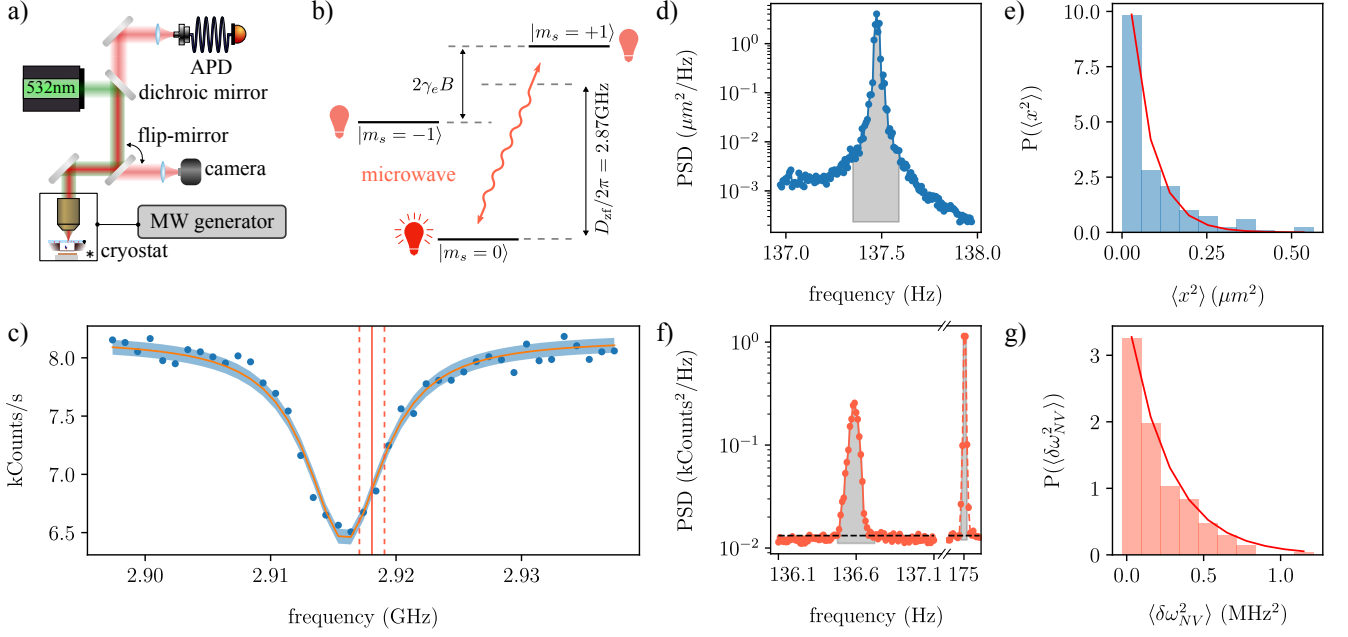 a)
APD
532nm
dichroic mirror
flip-mirror
camera
MW generator
* cryostat
b)
|m_s = +1⟩
2γ_eB
|m_s = −1⟩
microwave
D_zf/2π = 2.87GHz
|m_s = 0⟩
c)
kCounts/s
8.0
7.5
7.0
6.5
2.90
2.91
2.92
2.93
frequency (GHz)
d)
PSD (μm²/Hz)
10⁰
10⁻¹
10⁻²
10⁻³
137.0
137.5
138.0
frequency (Hz)
e)
P(⟨x²⟩)
10.0
7.5
5.0
2.5
0.0
0.00
0.25
0.50
⟨x²⟩ (μm²)
f)
PSD (kCounts²/Hz)
10⁰
10⁻¹
10⁻²
136.1
136.6
137.1
175
frequency (Hz)
g)
P(⟨δω²_NV⟩)
3
2
1
0
0.0
0.5
1.0
⟨δω²_NV⟩ (MHz²)